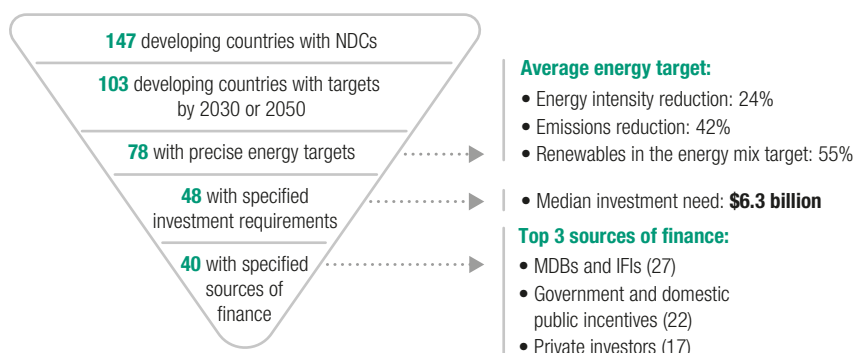 147 developing countries with NDCs
103 developing countries with targets
by 2030 or 2050
78 with precise energy targets
48 with specified
investment requirements
40 with specified
sources of
finance
Average energy target:
• Energy intensity reduction: 24%
• Emissions reduction: 42%
• Renewables in the energy mix target: 55%
• Median investment need: $6.3 billion
Top 3 sources of finance:
• MDBs and IFIs (27)
• Government and domestic
public incentives (22)
• Private investors (17)